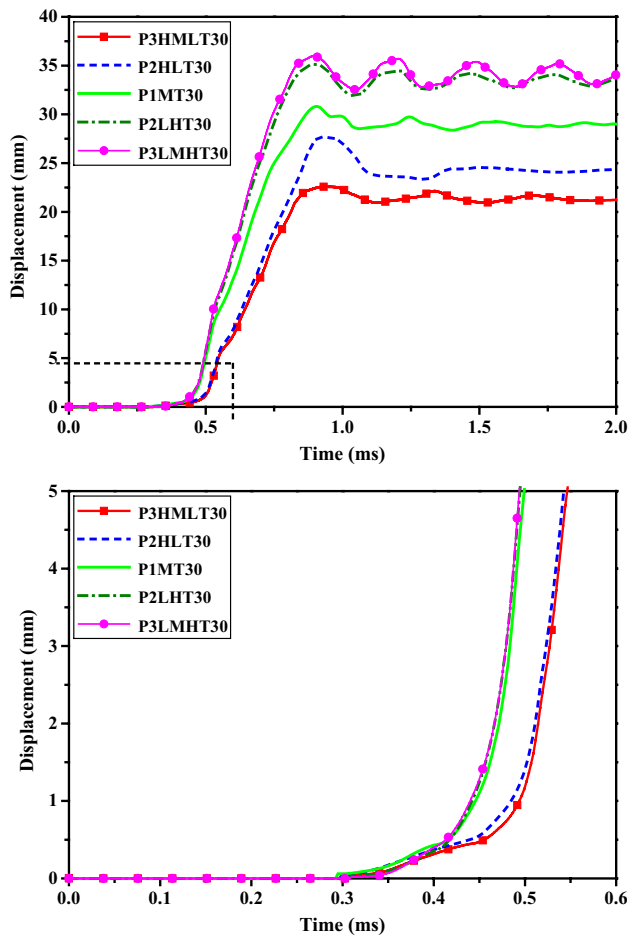 40
35
30
25
20
15
10
5
0
Displacement (mm)
P3HMLT30
P2HLT30
P1MT30
P2LHT30
P3LMHT30
0.0
0.5
1.0
1.5
2.0
Time (ms)
5
4
3
2
1
0
Displacement (mm)
P3HMLT30
P2HLT30
P1MT30
P2LHT30
P3LMHT30
0.0
0.1
0.2
0.3
0.4
0.5
0.6
Time (ms)